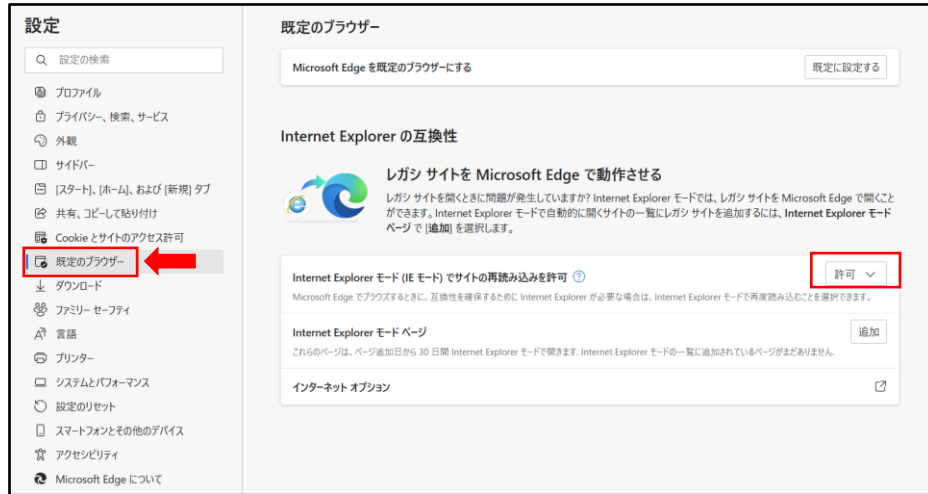 設定
設定の検索
プロファイル
プライバシー、検索、サービス
外観
サイドバー
[スタート]、[ホーム]、および [新規] タブ
共有、コピーして貼り付け
Cookie とサイトのアクセス許可
既定のブラウザー
ダウンロード
ファミリー セーフティ
言語
プリンター
システムとパフォーマンス
設定のリセット
スマートフォンとその他のデバイス
アクセシビリティ
Microsoft Edge について
既定のブラウザー
Microsoft Edge を既定のブラウザーにする
既定に設定する
Internet Explorer の互換性
レガシ サイトを Microsoft Edge で動作させる
レガシ サイトを開くときに問題が発生していますか? Internet Explorer モードでは、レガシ サイトを Microsoft Edge で開くこと
ができます。Internet Explorer モードで自動的に開くサイトの一覧にレガシ サイトを追加するには、Internet Explorer モード
ページ で [追加] を選択します。
Internet Explorer モード (IE モード) でサイトの再読み込みを許可 ?
許可
Microsoft Edge でブラウズするときに、互換性を確保するために Internet Explorer が必要な場合は、Internet Explorer モードで再度読み込むことを選択できます。
Internet Explorer モード ページ
追加
これらのページは、ページ追加日から 30 日間 Internet Explorer モードで開きます. Internet Explorer モードの一覧に追加されているページがまだありません.
インターネット オプション